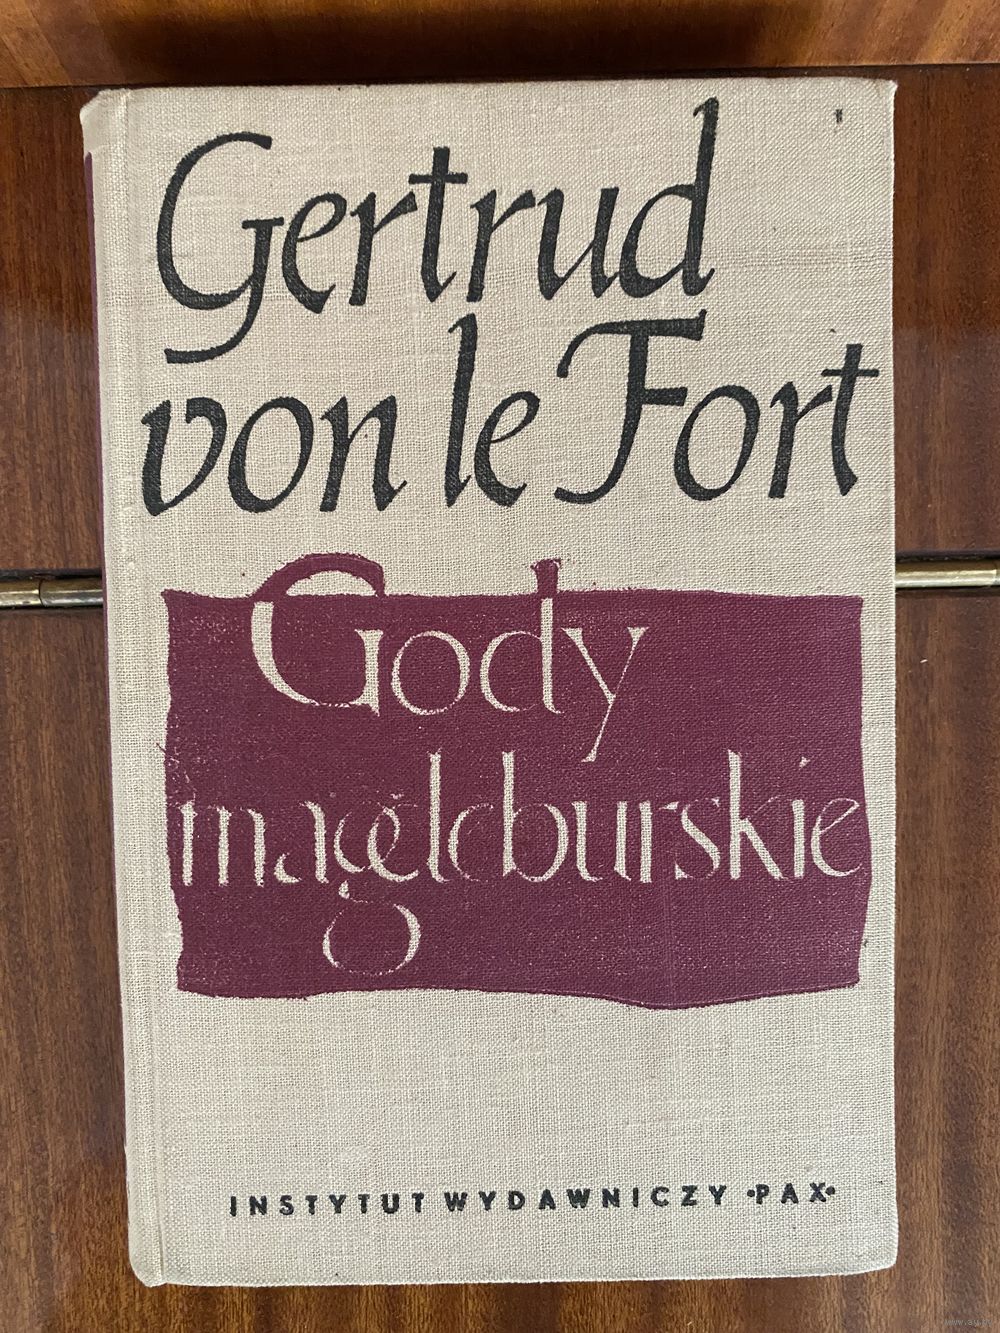 Gertrud
von le Fort
Gody
magdeburskie
INSTYTUT WYDAWNICZY •PAX•